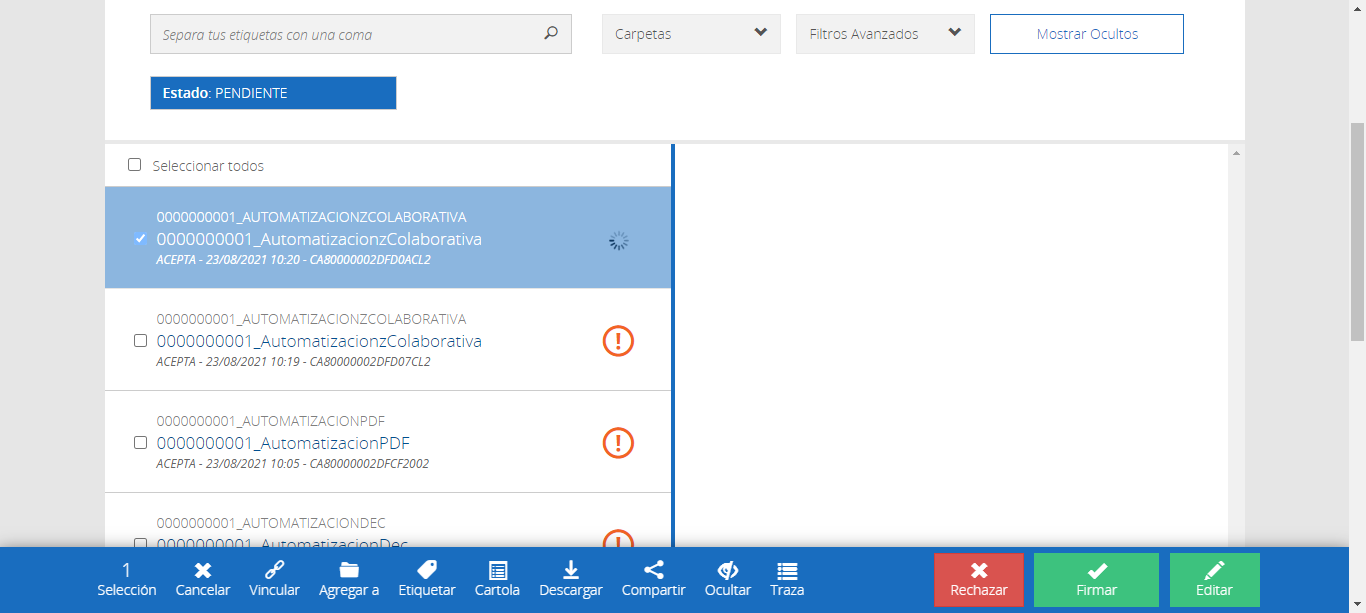 Separa tus etiquetas con una coma
Carpetas
Filtros Avanzados
Mostrar Ocultos
Estado: PENDIENTE
Seleccionar todos
0000000001_AUTOMATIZACIONZCOLABORATIVA
0000000001_AutomatizacionzColaborativa
ACEPTA - 23/08/2021 10:20 - CA80000002DFD0ACL2
0000000001_AUTOMATIZACIONZCOLABORATIVA
0000000001_AutomatizacionzColaborativa
ACEPTA - 23/08/2021 10:19 - CA80000002DFD07CL2
0000000001_AUTOMATIZACIONPDF
0000000001_AutomatizacionPDF
ACEPTA - 23/08/2021 10:05 - CA80000002DFCF2002
0000000001_AUTOMATIZACIONDEC
0000000001_AutomatizacionDec
1
Selección
Cancelar
Vincular
Agregar a
Etiquetar
Cartola
Descargar
Compartir
Ocultar
Traza
Rechazar
Firmar
Editar